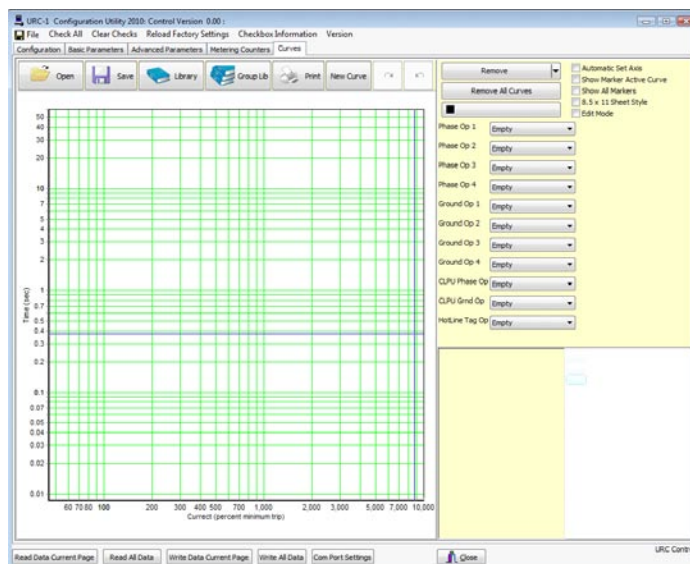 URC-1 Configuration Utility 2010: Control Version 0.00 :
File Check All Clear Checks Reload Factory Settings Checkbox Information Version
Configuration Basic Parameters Advanced Parameters Metering Counters Curves
Open Save Library Group Lib Print New Curve
Remove
Remove All Curves
Automatic Set Axis
Show Marker Active Curve
Show All Markers
8.5 x 11 Sheet Style
Edit Mode
Phase Op 1 Empty
Phase Op 2 Empty
Phase Op 3 Empty
Phase Op 4 Empty
Ground Op 1 Empty
Ground Op 2 Empty
Ground Op 3 Empty
Ground Op 4 Empty
CLPU Phase Op Empty
CLPU Grnd Op Empty
HotLine Tag Op Empty
Time (sec)
50
40
30
20
10
7
5
4
3
2
1
0.7
0.5
0.4
0.3
0.2
0.1
0.07
0.05
0.04
0.03
0.02
0.01
60 70 80 100 200 300 400 500 700 1,000 2,000 3,000 5,000 7,000 10,000
Currect (percent minimum trip)
Read Data Current Page Read All Data Write Data Current Page Write All Data Com Port Settings Close
URC Contr